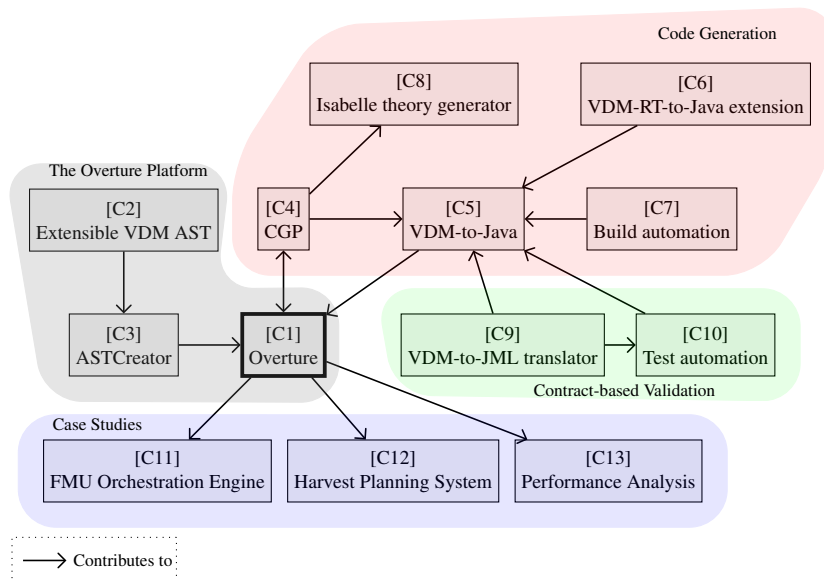 Code Generation
[C8]
Isabelle theory generator
[C6]
VDM-RT-to-Java extension
The Overture Platform
[C2]
Extensible VDM AST
[C4]
CGP
[C5]
VDM-to-Java
[C7]
Build automation
[C3]
ASTCreator
[C1]
Overture
[C9]
VDM-to-JML translator
[C10]
Test automation
Contract-based Validation
Case Studies
[C11]
FMU Orchestration Engine
[C12]
Harvest Planning System
[C13]
Performance Analysis
Contributes to